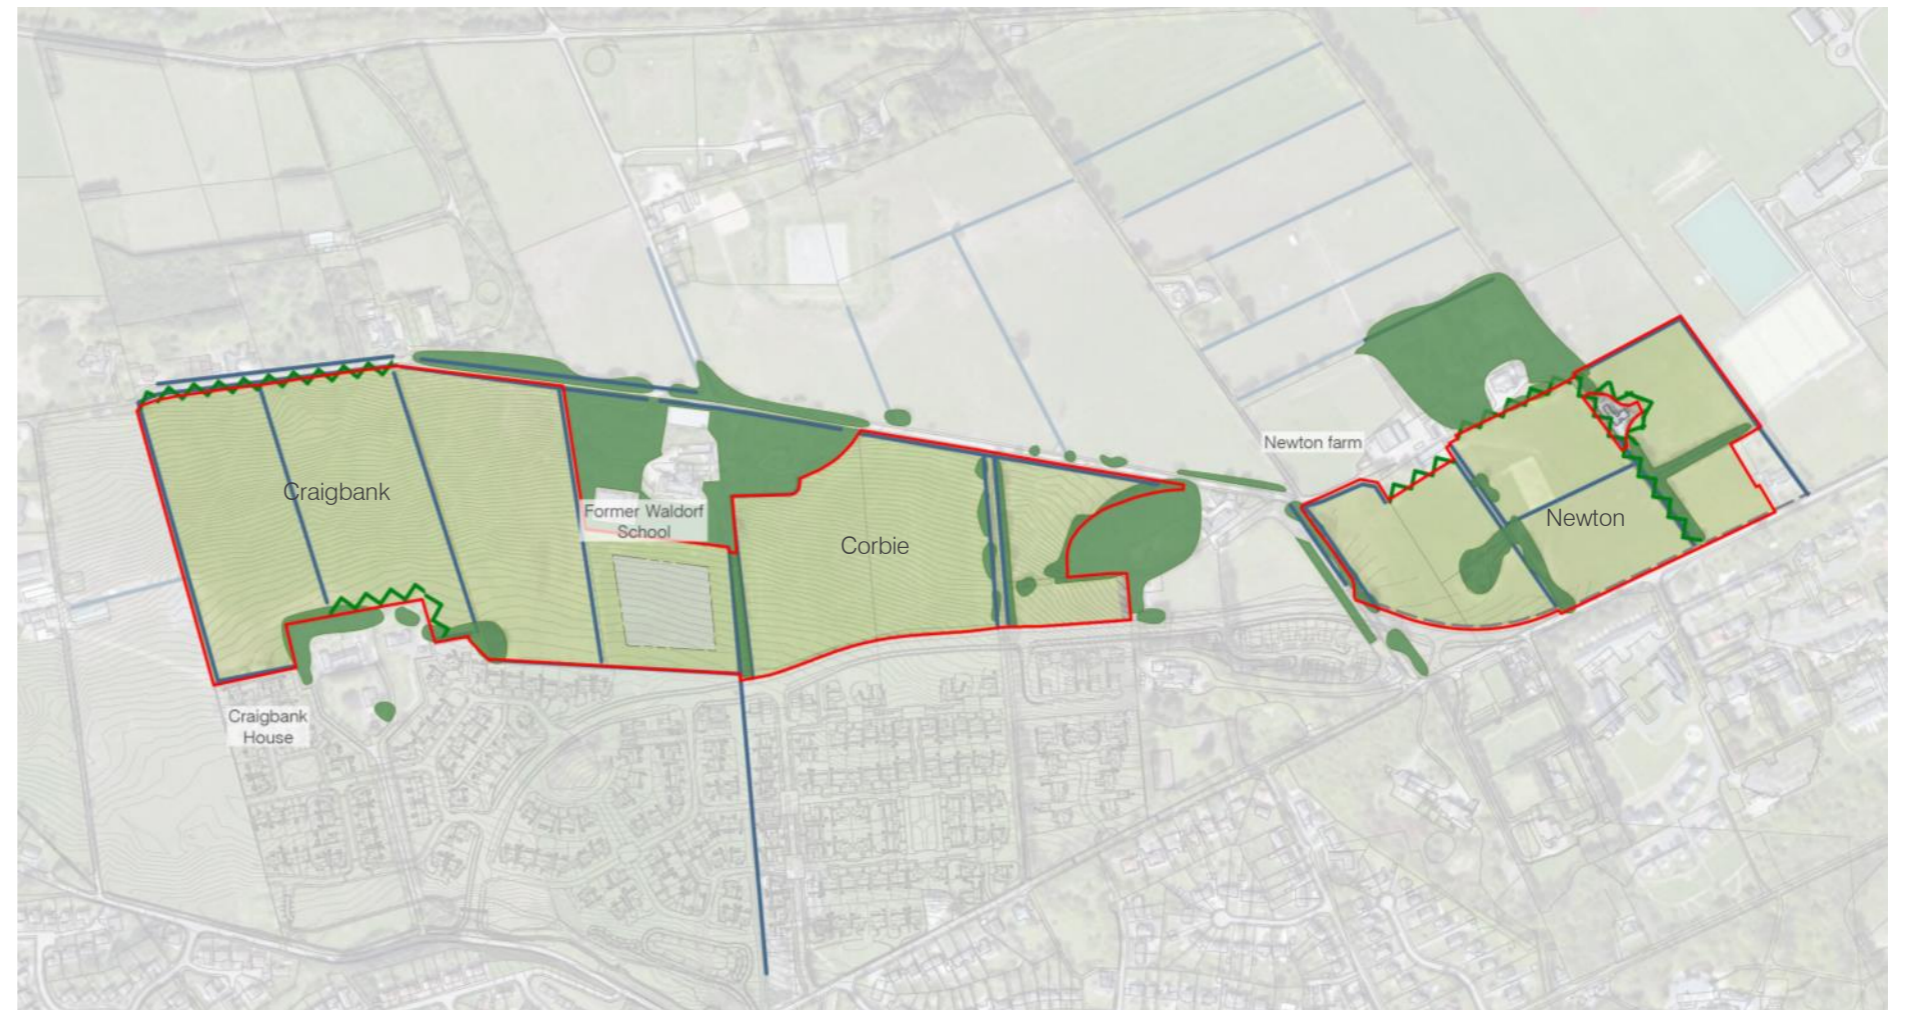 Newton farm
Craigbank
Former Waldorf
School
Newton
Corbie
Craigbank
House